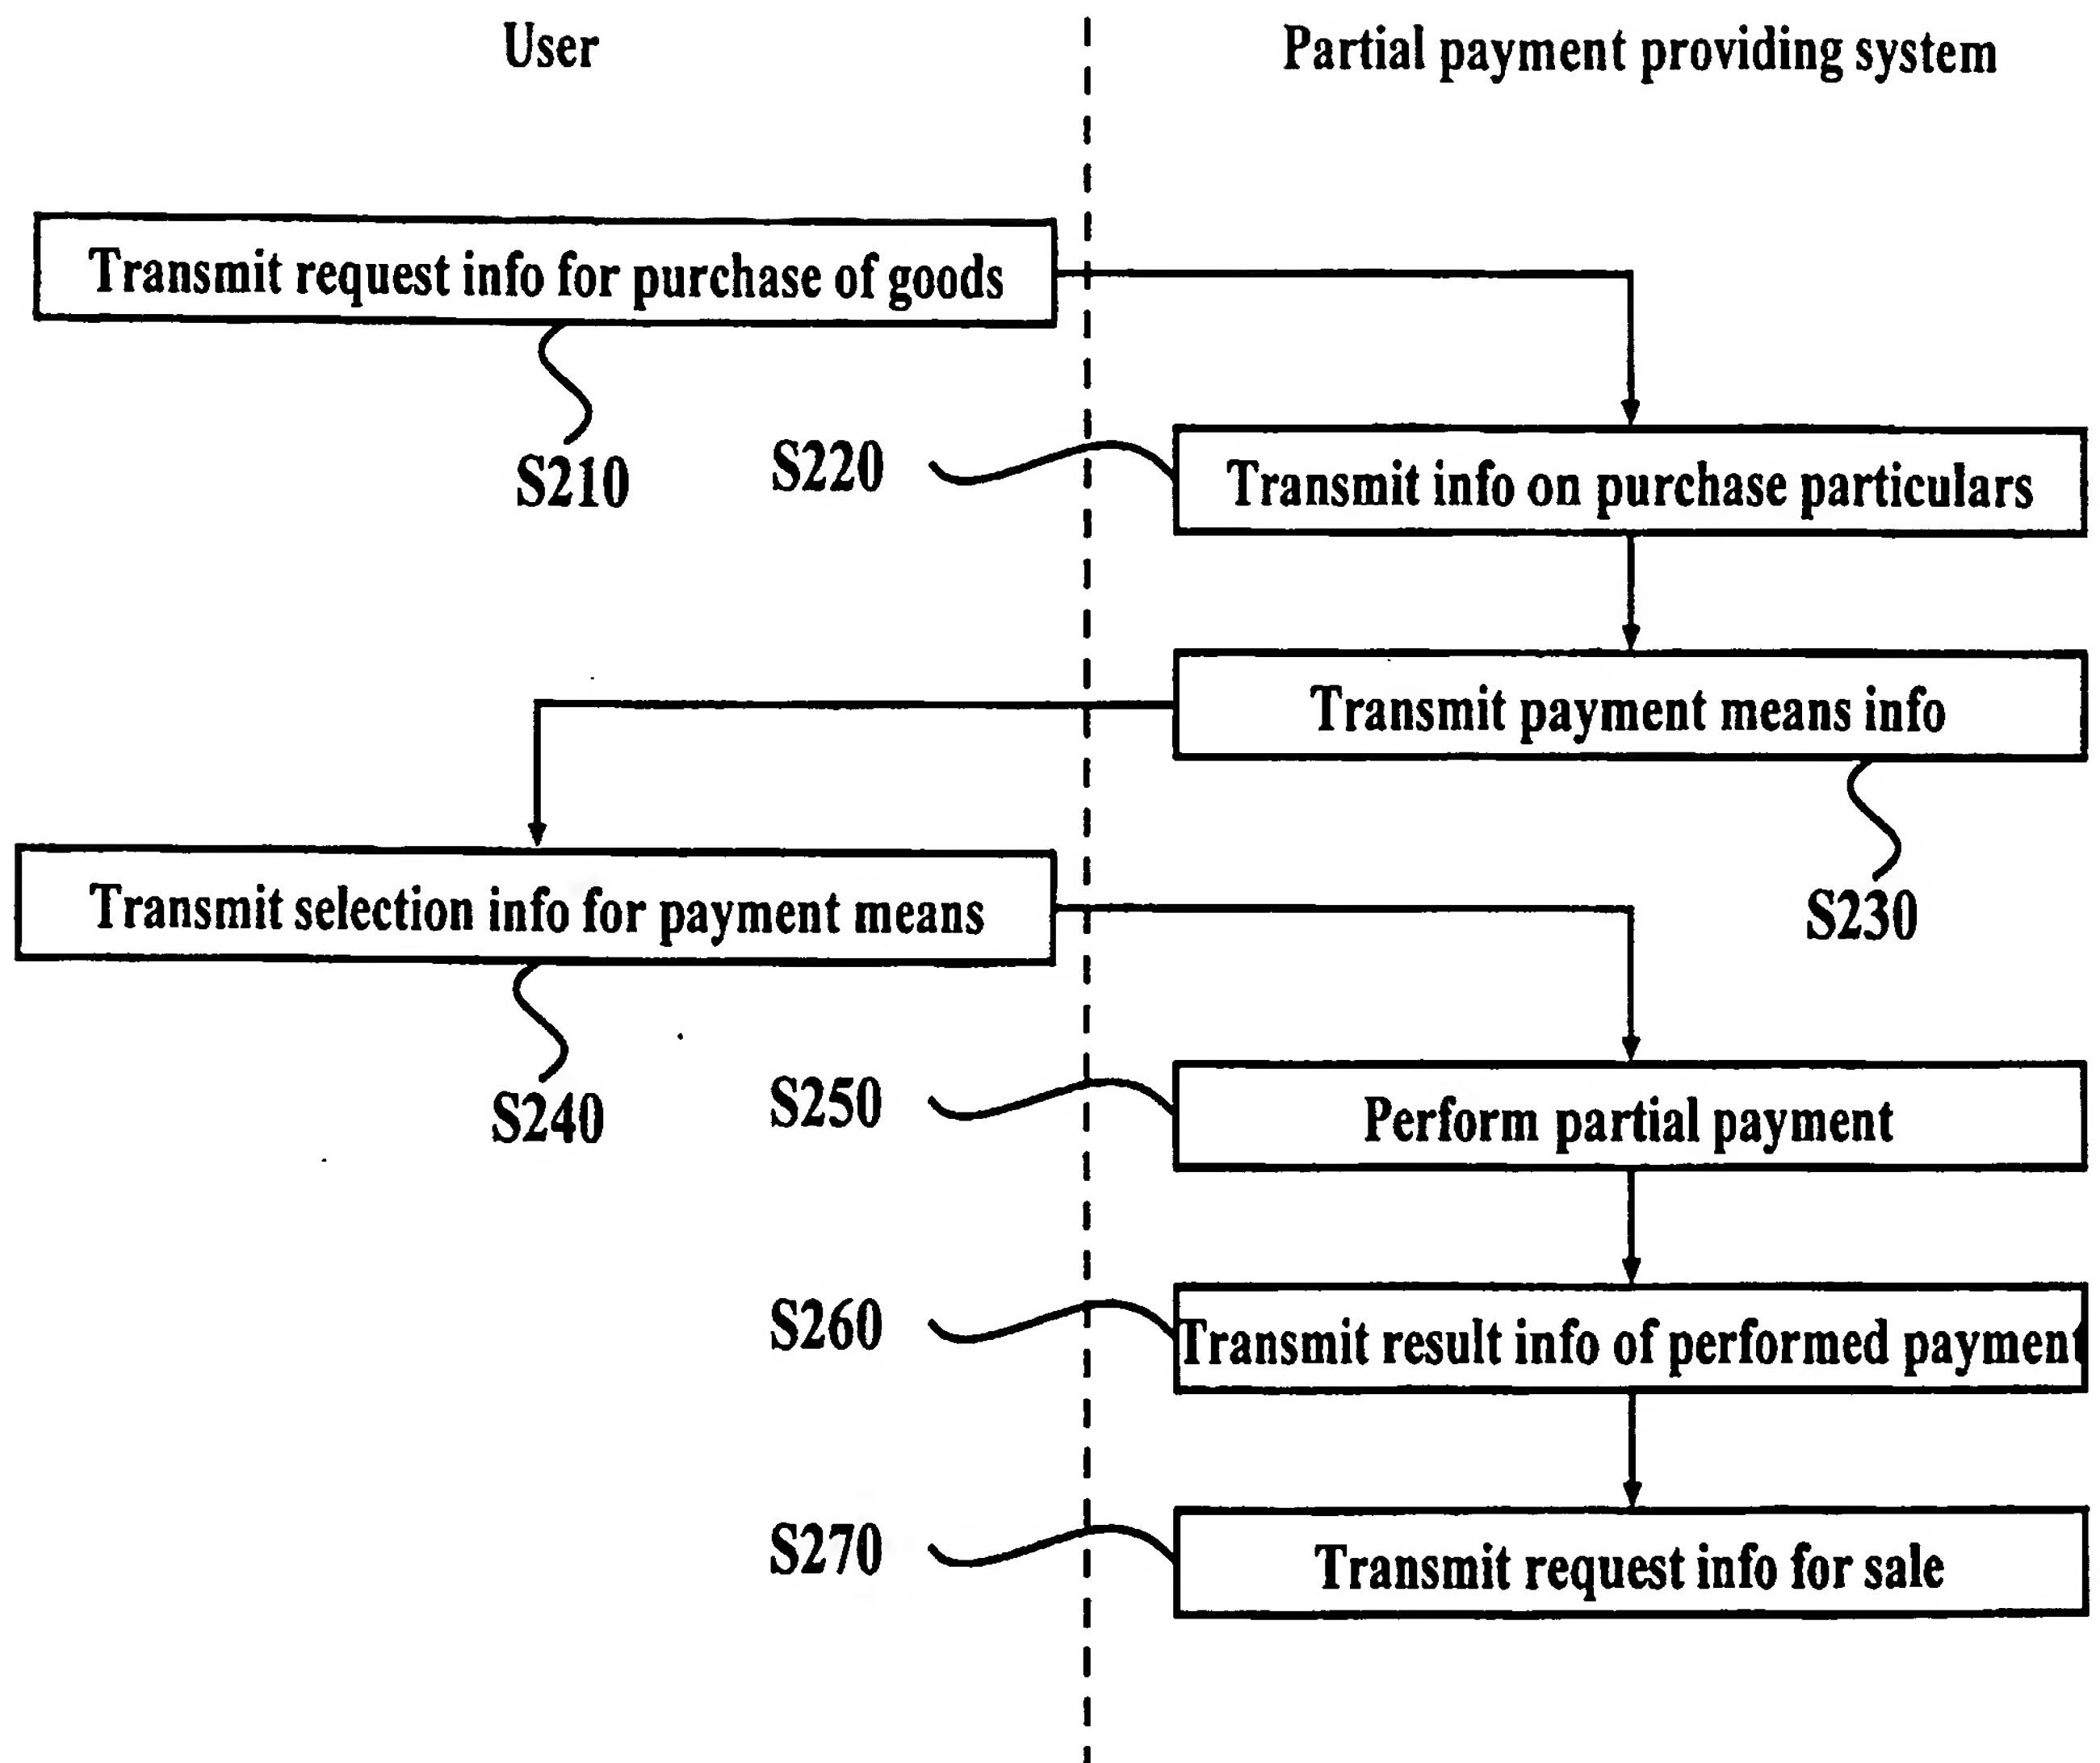 User
Partial payment providing system
Transmit request info for purchase of goods
S210
S220
Transmit info on purchase particulars
Transmit payment means info
S230
Transmit selection info for payment means
S240
S250
Perform partial payment
S260
Transmit result info of performed payment
S270
Transmit request info for sale